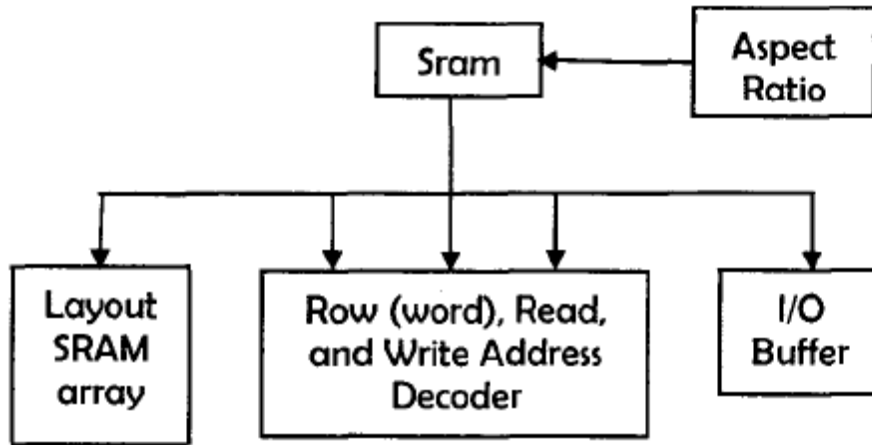 Sram
Aspect
Ratio
Layout
SRAM
array
Row (word), Read,
and Write Address
Decoder
I/O
Buffer